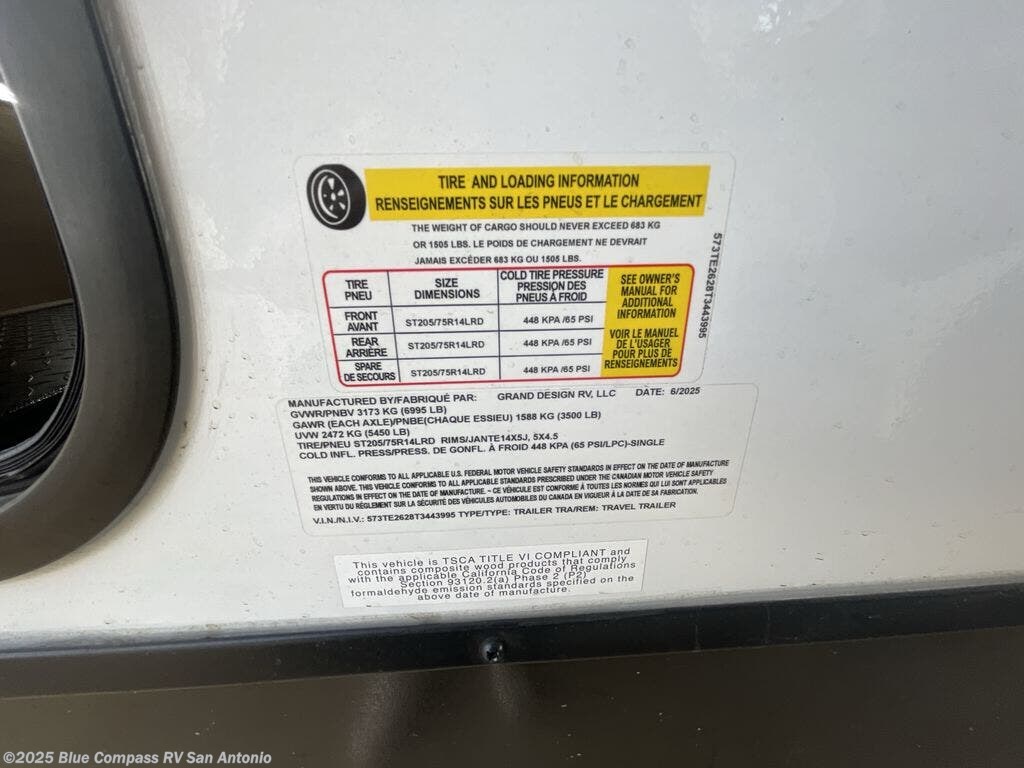 TIRE AND LOADING INFORMATION
RENSEIGNEMENTS SUR LES PNEUS ET LE CHARGEMENT
THE WEIGHT OF CARGO SHOULD NEVER EXCEED 683 KG
OR 1505 LBS. LE POIDS DE CHARGEMENT NE DEVRAIT
JAMAIS EXCÉDER 683 KG OU 1505 LBS.
TIRE PNEU
SIZE DIMENSIONS
COLD TIRE PRESSURE
PRESSION DES
PNEUS À FROID
FRONT AVANT
ST205/75R14LRD
448 KPA /65 PSI
REAR ARRIÈRE
ST205/75R14LRD
448 KPA /65 PSI
SPARE DE SECOURS
ST205/75R14LRD
448 KPA /65 PSI
SEE OWNER'S
MANUAL FOR
ADDITIONAL
INFORMATION
VOIR LE MANUEL
DE L'USAGER
POUR PLUS DE
RENSEIGNEMENTS
573TE2628T3443995
MANUFACTURED BY/FABRIQUÉ PAR: GRAND DESIGN RV, LLC DATE: 6/2025
GVWR/PNBV 3173 KG (6995 LB)
GAWR (EACH AXLE)/PNBE(CHAQUE ESSIEU) 1588 KG (3500 LB)
UVW 2472 KG (5450 LB)
TIRE/PNEU ST205/75R14LRD RIMS/JANTE14X5J, 5X4.5
COLD INFL. PRESS/PRESS. DE GONFL. À FROID 448 KPA (65 PSI/LPC)-SINGLE
THIS VEHICLE CONFORMS TO ALL APPLICABLE U.S. FEDERAL MOTOR VEHICLE SAFETY STANDARDS IN EFFECT ON THE DATE OF MANUFACTURE
SHOWN ABOVE. THIS VEHICLE CONFORMS TO ALL APPLICABLE STANDARDS PRESCRIBED UNDER THE CANADIAN MOTOR VEHICLE SAFETY
REGULATIONS IN EFFECT ON THE DATE OF MANUFACTURE. - CE VÉHICULE EST CONFORME À TOUTES LES NORMES QUI LUI SONT APPLICABLES
EN VERTU DU RÈGLEMENT SUR LA SÉCURITÉ DES VÉHICULES AUTOMOBILES DU CANADA EN VIGUEUR À LA DATE DE SA FABRICATION.
V.I.N./N.I.V.: 573TE2628T3443995 TYPE/TYPE: TRAILER TRA/REM: TRAVEL TRAILER
This vehicle is TSCA TITLE VI COMPLIANT and
contains composite wood products that comply
with the applicable California Code of Regulations
Section 93120.2(a) Phase 2 (P2)
formaldehyde emission standards specified on the
above date of manufacture.
©2025 Blue Compass RV San Antonio